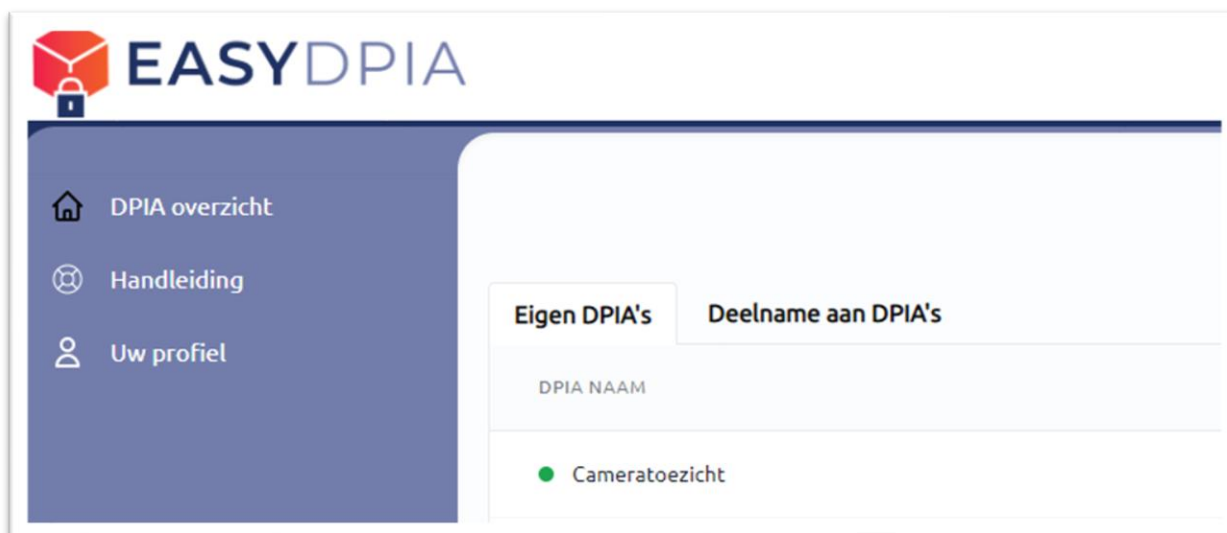 EASYDPIA
DPIA overzicht
Handleiding
Uw profiel
Eigen DPIA's
Deelname aan DPIA's
DPIA NAAM
Cameratoezicht